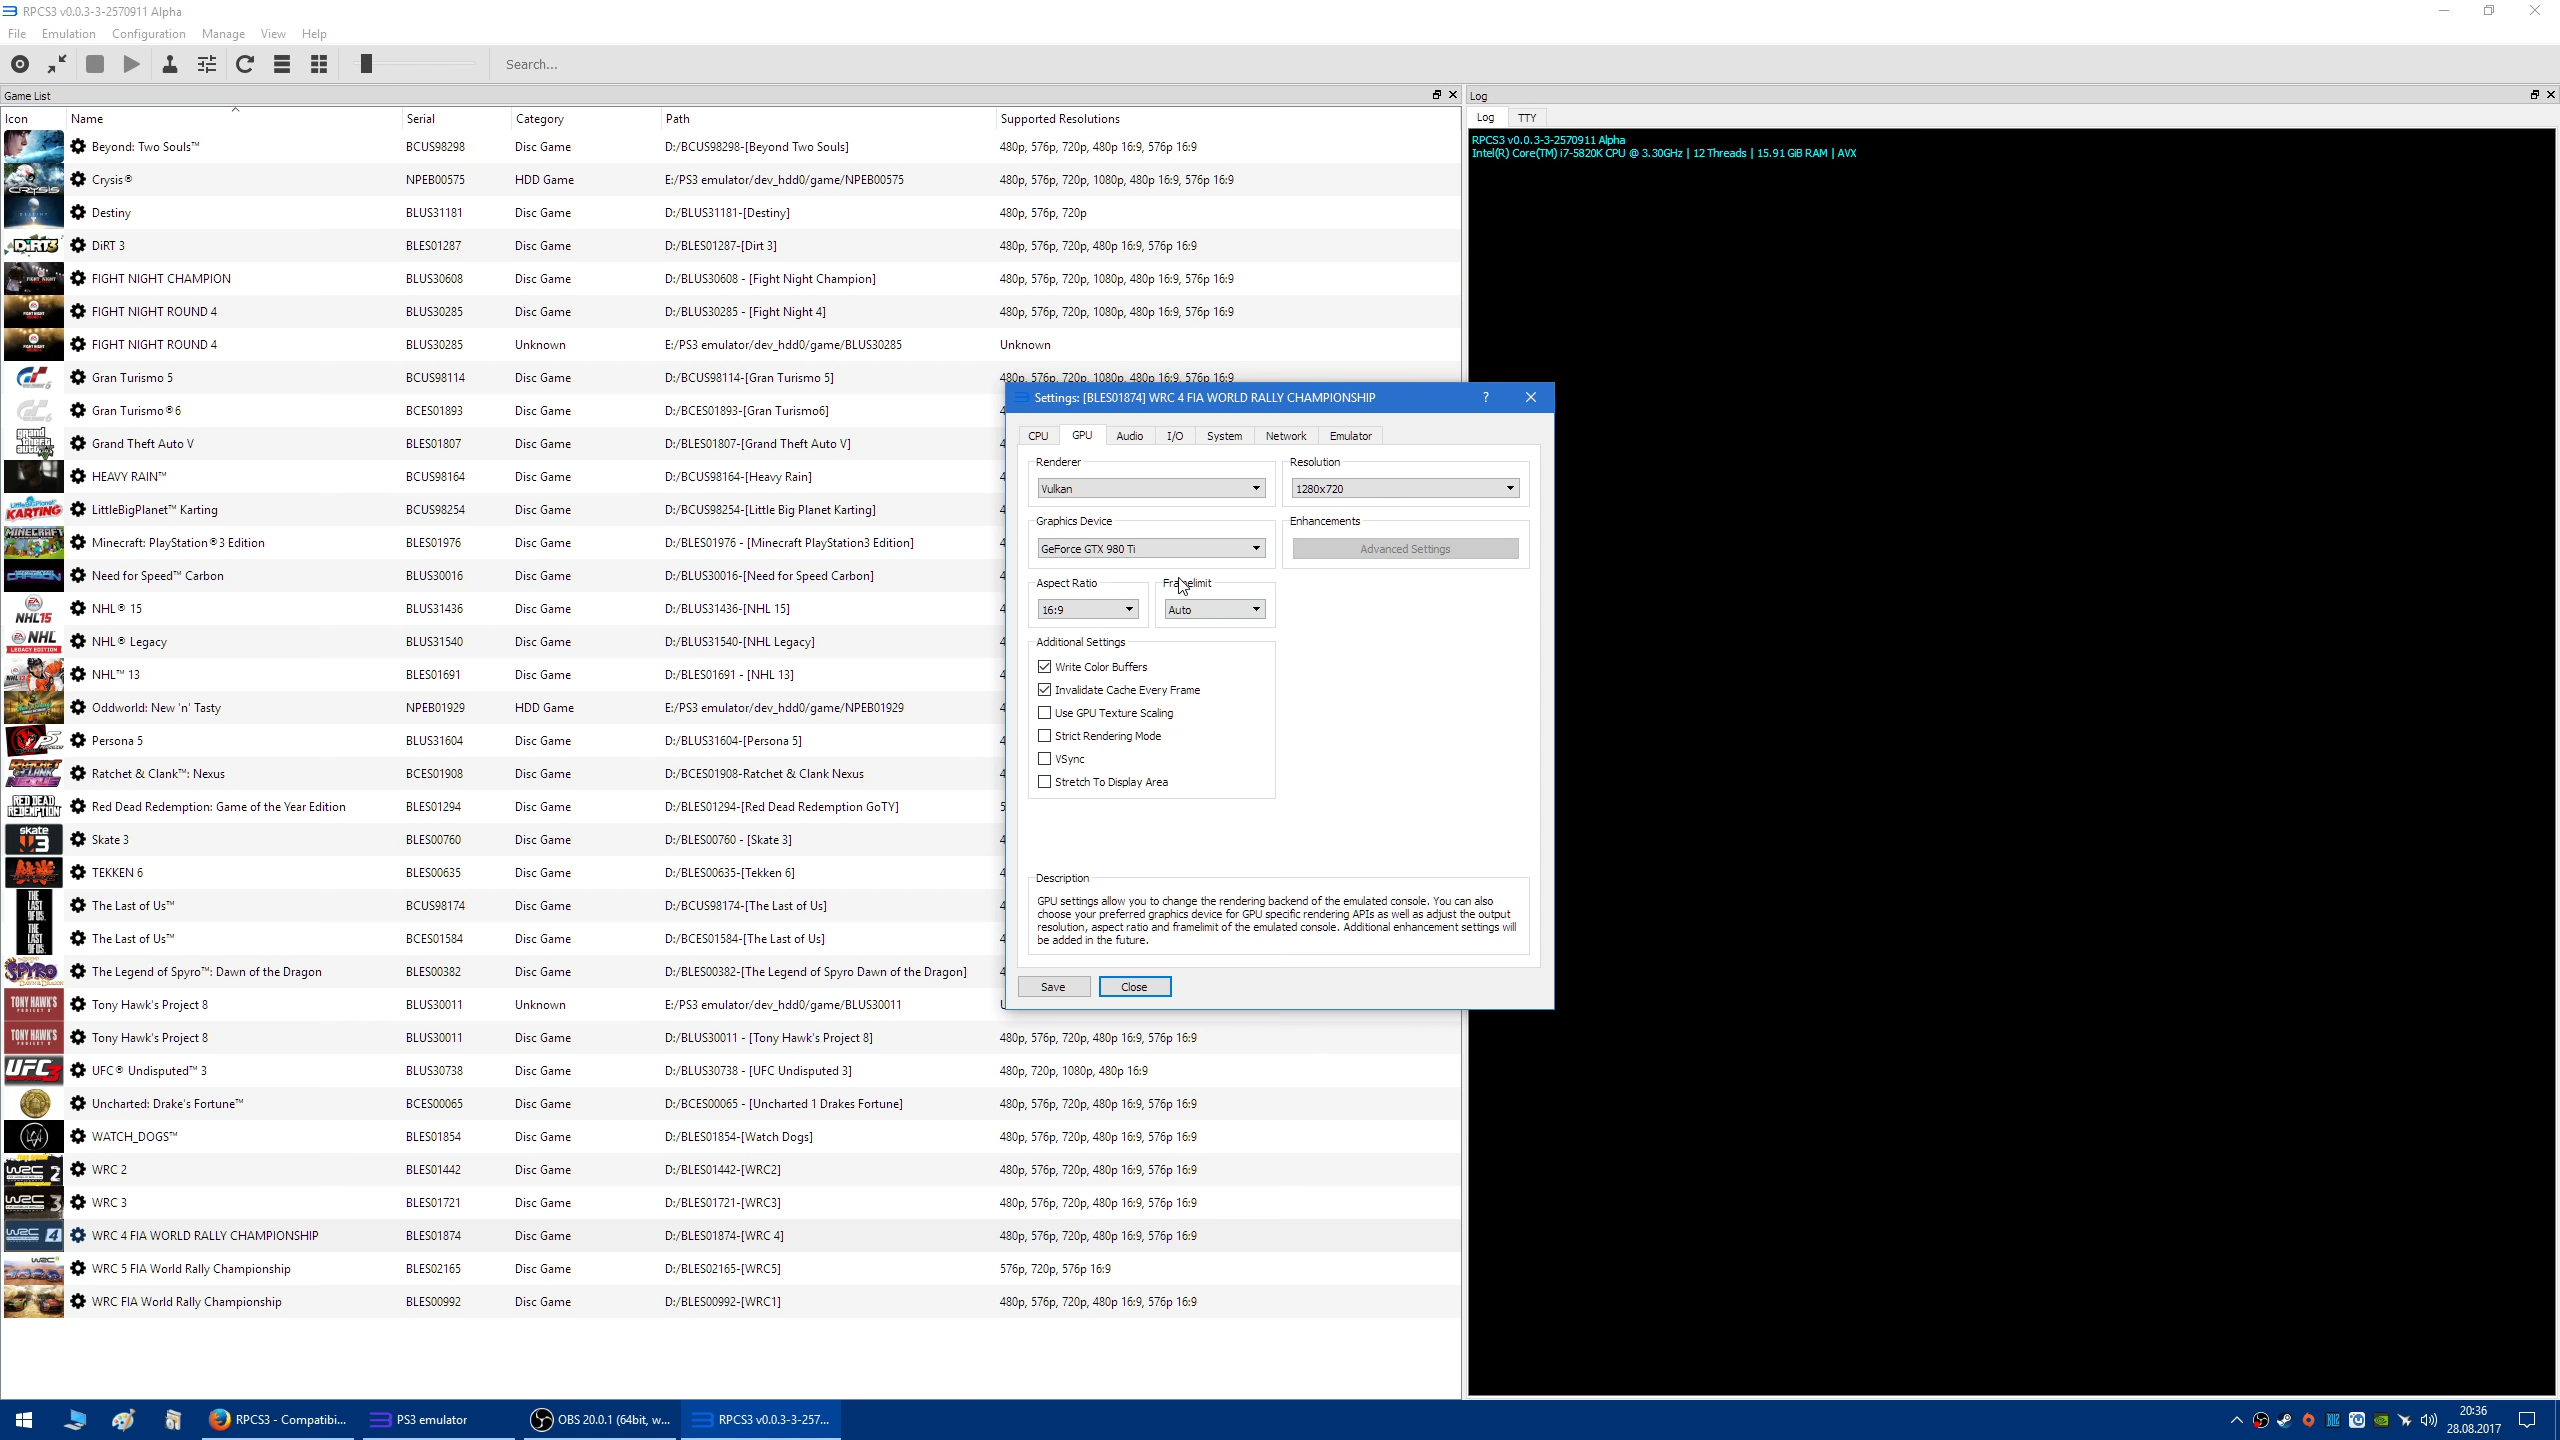 RPCS3 v0.0.3-3-2570911 Alpha
File Emulation Configuration Manage View Help
Search...
Game List
Log
Icon Name Serial Category Path Supported Resolutions
Log TTY
RPCS3 v0.0.3-3-2570911 Alpha
Intel(R) Core(TM) i7-5820K CPU @ 3.30GHz | 12 Threads | 15.91 GiB RAM | AVX
Beyond: Two Souls™ BCUS98298 Disc Game D:/BCUS98298-[Beyond Two Souls] 480p, 576p, 720p, 480p 16:9, 576p 16:9
Crysis® NPEB00575 HDD Game E:/PS3 emulator/dev_hdd0/game/NPEB00575 480p, 576p, 720p, 1080p, 480p 16:9, 576p 16:9
Destiny BLUS31181 Disc Game D:/BLUS31181-[Destiny] 480p, 576p, 720p
DiRT 3 BLES01287 Disc Game D:/BLES01287-[Dirt 3] 480p, 576p, 720p, 480p 16:9, 576p 16:9
FIGHT NIGHT CHAMPION BLUS30608 Disc Game D:/BLUS30608 - [Fight Night Champion] 480p, 576p, 720p, 1080p, 480p 16:9, 576p 16:9
FIGHT NIGHT ROUND 4 BLUS30285 Disc Game D:/BLUS30285 - [Fight Night 4] 480p, 576p, 720p, 1080p, 480p 16:9, 576p 16:9
FIGHT NIGHT ROUND 4 BLUS30285 Unknown E:/PS3 emulator/dev_hdd0/game/BLUS30285 Unknown
Gran Turismo 5 BCUS98114 Disc Game D:/BCUS98114-[Gran Turismo 5] 480p, 576p, 720p, 1080p, 480p 16:9, 576p 16:9
Gran Turismo®6 BCES01893 Disc Game D:/BCES01893-[Gran Turismo6] 4
Grand Theft Auto V BLES01807 Disc Game D:/BLES01807-[Grand Theft Auto V] 4
HEAVY RAIN™ BCUS98164 Disc Game D:/BCUS98164-[Heavy Rain] 4
LittleBigPlanet™ Karting BCUS98254 Disc Game D:/BCUS98254-[Little Big Planet Karting] 4
Minecraft: PlayStation®3 Edition BLES01976 Disc Game D:/BLES01976 - [Minecraft PlayStation3 Edition] 4
Need for Speed™ Carbon BLUS30016 Disc Game D:/BLUS30016-[Need for Speed Carbon] 4
NHL® 15 BLUS31436 Disc Game D:/BLUS31436-[NHL 15] 4
NHL® Legacy BLUS31540 Disc Game D:/BLUS31540-[NHL Legacy] 4
NHL™ 13 BLES01691 Disc Game D:/BLES01691 - [NHL 13] 4
Oddworld: New 'n' Tasty NPEB01929 HDD Game E:/PS3 emulator/dev_hdd0/game/NPEB01929 4
Persona 5 BLUS31604 Disc Game D:/BLUS31604-[Persona 5] 4
Ratchet & Clank™: Nexus BCES01908 Disc Game D:/BCES01908-Ratchet & Clank Nexus 4
Red Dead Redemption: Game of the Year Edition BLES01294 Disc Game D:/BLES01294-[Red Dead Redemption GoTY] 5
Skate 3 BLES00760 Disc Game D:/BLES00760 - [Skate 3] 4
TEKKEN 6 BLES00635 Disc Game D:/BLES00635-[Tekken 6] 4
The Last of Us™ BCUS98174 Disc Game D:/BCUS98174-[The Last of Us] 4
The Last of Us™ BCES01584 Disc Game D:/BCES01584-[The Last of Us] 4
The Legend of Spyro™: Dawn of the Dragon BLES00382 Disc Game D:/BLES00382-[The Legend of Spyro Dawn of the Dragon] 4
Tony Hawk's Project 8 BLUS30011 Unknown E:/PS3 emulator/dev_hdd0/game/BLUS30011
Tony Hawk's Project 8 BLUS30011 Disc Game D:/BLUS30011 - [Tony Hawk's Project 8] 480p, 576p, 720p, 480p 16:9, 576p 16:9
UFC® Undisputed™ 3 BLUS30738 Disc Game D:/BLUS30738 - [UFC Undisputed 3] 480p, 720p, 1080p, 480p 16:9
Uncharted: Drake's Fortune™ BCES00065 Disc Game D:/BCES00065 - [Uncharted 1 Drakes Fortune] 480p, 576p, 720p, 480p 16:9, 576p 16:9
WATCH_DOGS™ BLES01854 Disc Game D:/BLES01854-[Watch Dogs] 480p, 576p, 720p, 480p 16:9, 576p 16:9
WRC 2 BLES01442 Disc Game D:/BLES01442-[WRC2] 480p, 576p, 720p, 480p 16:9, 576p 16:9
WRC 3 BLES01721 Disc Game D:/BLES01721-[WRC3] 480p, 576p, 720p, 480p 16:9, 576p 16:9
WRC 4 FIA WORLD RALLY CHAMPIONSHIP BLES01874 Disc Game D:/BLES01874-[WRC 4] 480p, 576p, 720p, 480p 16:9, 576p 16:9
WRC 5 FIA World Rally Championship BLES02165 Disc Game D:/BLES02165-[WRC5] 576p, 720p, 576p 16:9
WRC FIA World Rally Championship BLES00992 Disc Game D:/BLES00992-[WRC1] 480p, 576p, 720p, 480p 16:9, 576p 16:9
Settings: [BLES01874] WRC 4 FIA WORLD RALLY CHAMPIONSHIP
CPU GPU Audio I/O System Network Emulator
Renderer Resolution
Vulkan 1280x720
Graphics Device Enhancements
GeForce GTX 980 Ti Advanced Settings
Aspect Ratio Framelimit
16:9 Auto
Additional Settings
Write Color Buffers
Invalidate Cache Every Frame
Use GPU Texture Scaling
Strict Rendering Mode
VSync
Stretch To Display Area
Description
GPU settings allow you to change the rendering backend of the emulated console. You can also
choose your preferred graphics device for GPU specific rendering APIs as well as adjust the output
resolution, aspect ratio and framelimit of the emulated console. Additional enhancement settings will
be added in the future.
Save Close
RPCS3 - Compatibi... PS3 emulator OBS 20.0.1 (64bit, w... RPCS3 v0.0.3-3-257...
20:36
28.08.2017